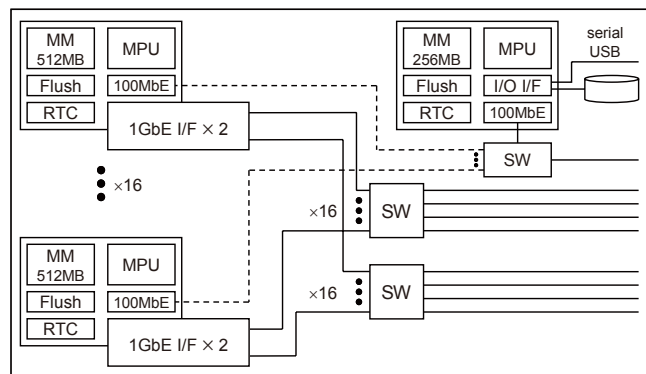 MM
512MB
MPU
Flush
100MbE
RTC
1GbE I/F × 2
MM
256MB
MPU
Flush
I/O I/F
RTC
100MbE
serial
USB
SW
×16
×16
SW
MM
512MB
MPU
Flush
100MbE
RTC
1GbE I/F × 2
×16
SW